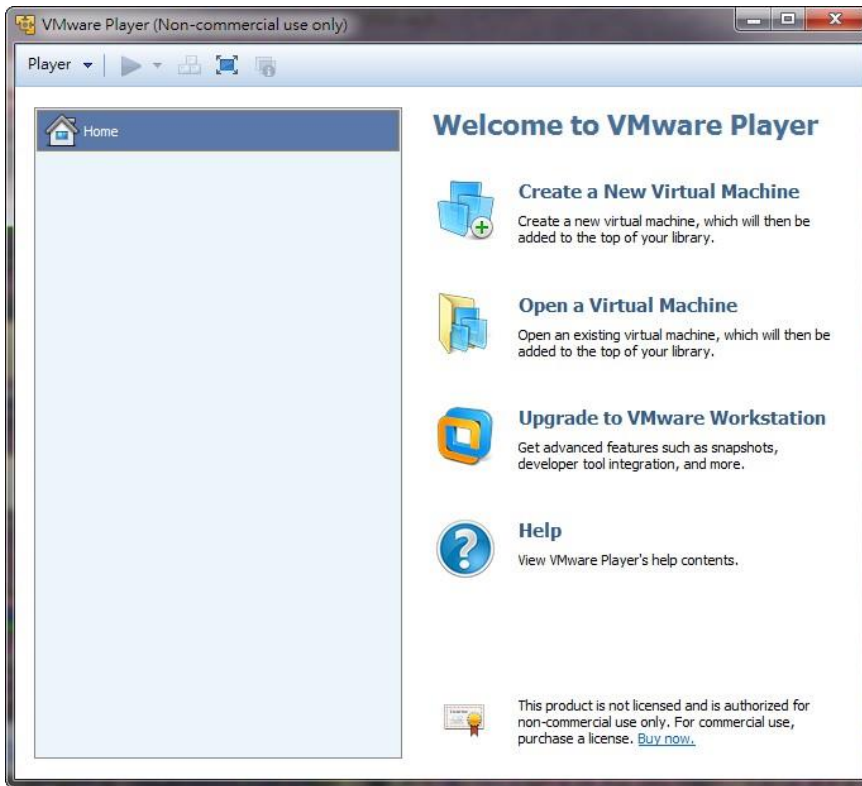 VMware Player (Non-commercial use only)
Player
Home
Welcome to VMware Player
Create a New Virtual Machine
Create a new virtual machine, which will then be
added to the top of your library.
Open a Virtual Machine
Open an existing virtual machine, which will then be
added to the top of your library.
Upgrade to VMware Workstation
Get advanced features such as snapshots,
developer tool integration, and more.
Help
View VMware Player's help contents.
This product is not licensed and is authorized for
non-commercial use only. For commercial use,
purchase a license. Buy now.